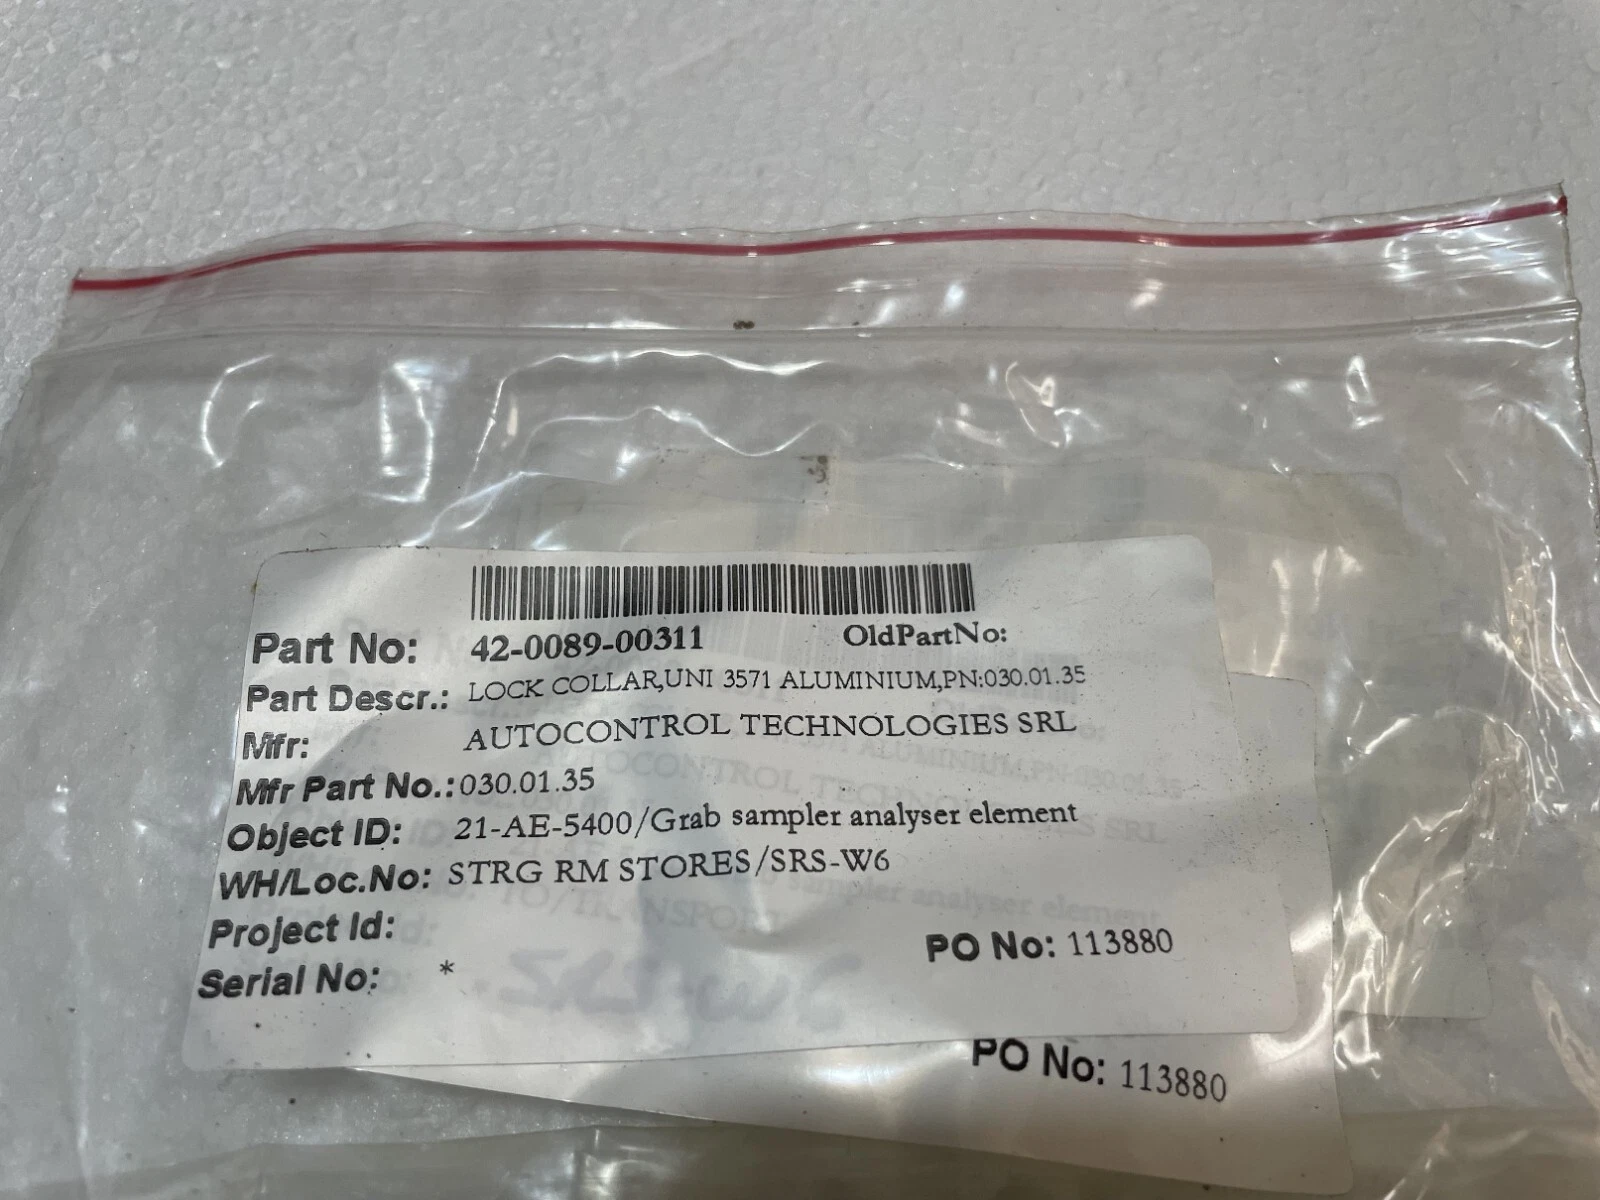 Part No: 42-0089-00311 OldPartNo:
Part Descr.: LOCK COLLAR,UNI 3571 ALUMINIUM,PN:030.01.35
Mfr: AUTOCONTROL TECHNOLOGIES SRL
Mfr Part No.: 030.01.35
Object ID: 21-AE-5400/Grab sampler analyser element
WH/Loc.No: STRG RM STORES/SRS-W6
Project Id:
PO No: 113880
Serial No: *
PO No: 113880